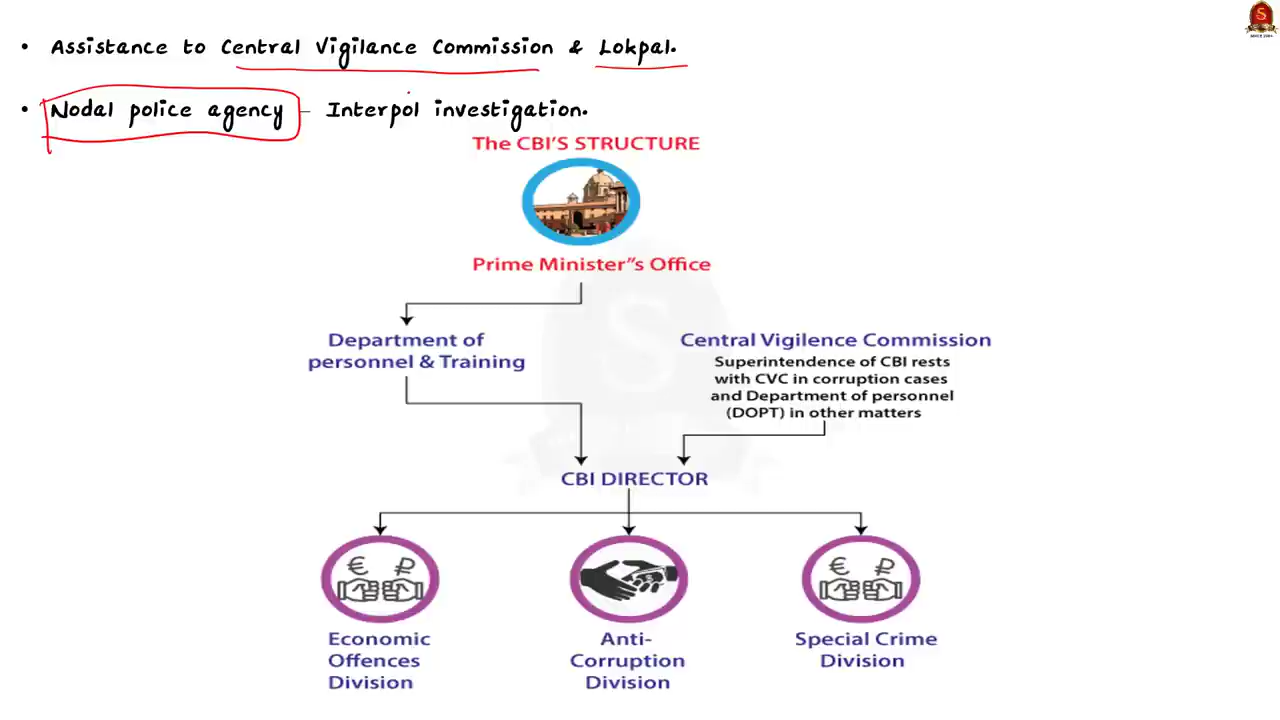 • Assistance to Central Vigilance Commission & Lokpal.
• Nodal police agency – Interpol investigation.
The CBI'S STRUCTURE
Prime Minister"s Office
Department of
personnel & Training
Central Vigilence Commission
Superintendence of CBI rests
with CVC in corruption cases
and Department of personnel
(DOPT) in other matters
CBI DIRECTOR
Economic
Offences
Division
Anti-
Corruption
Division
Special Crime
Division